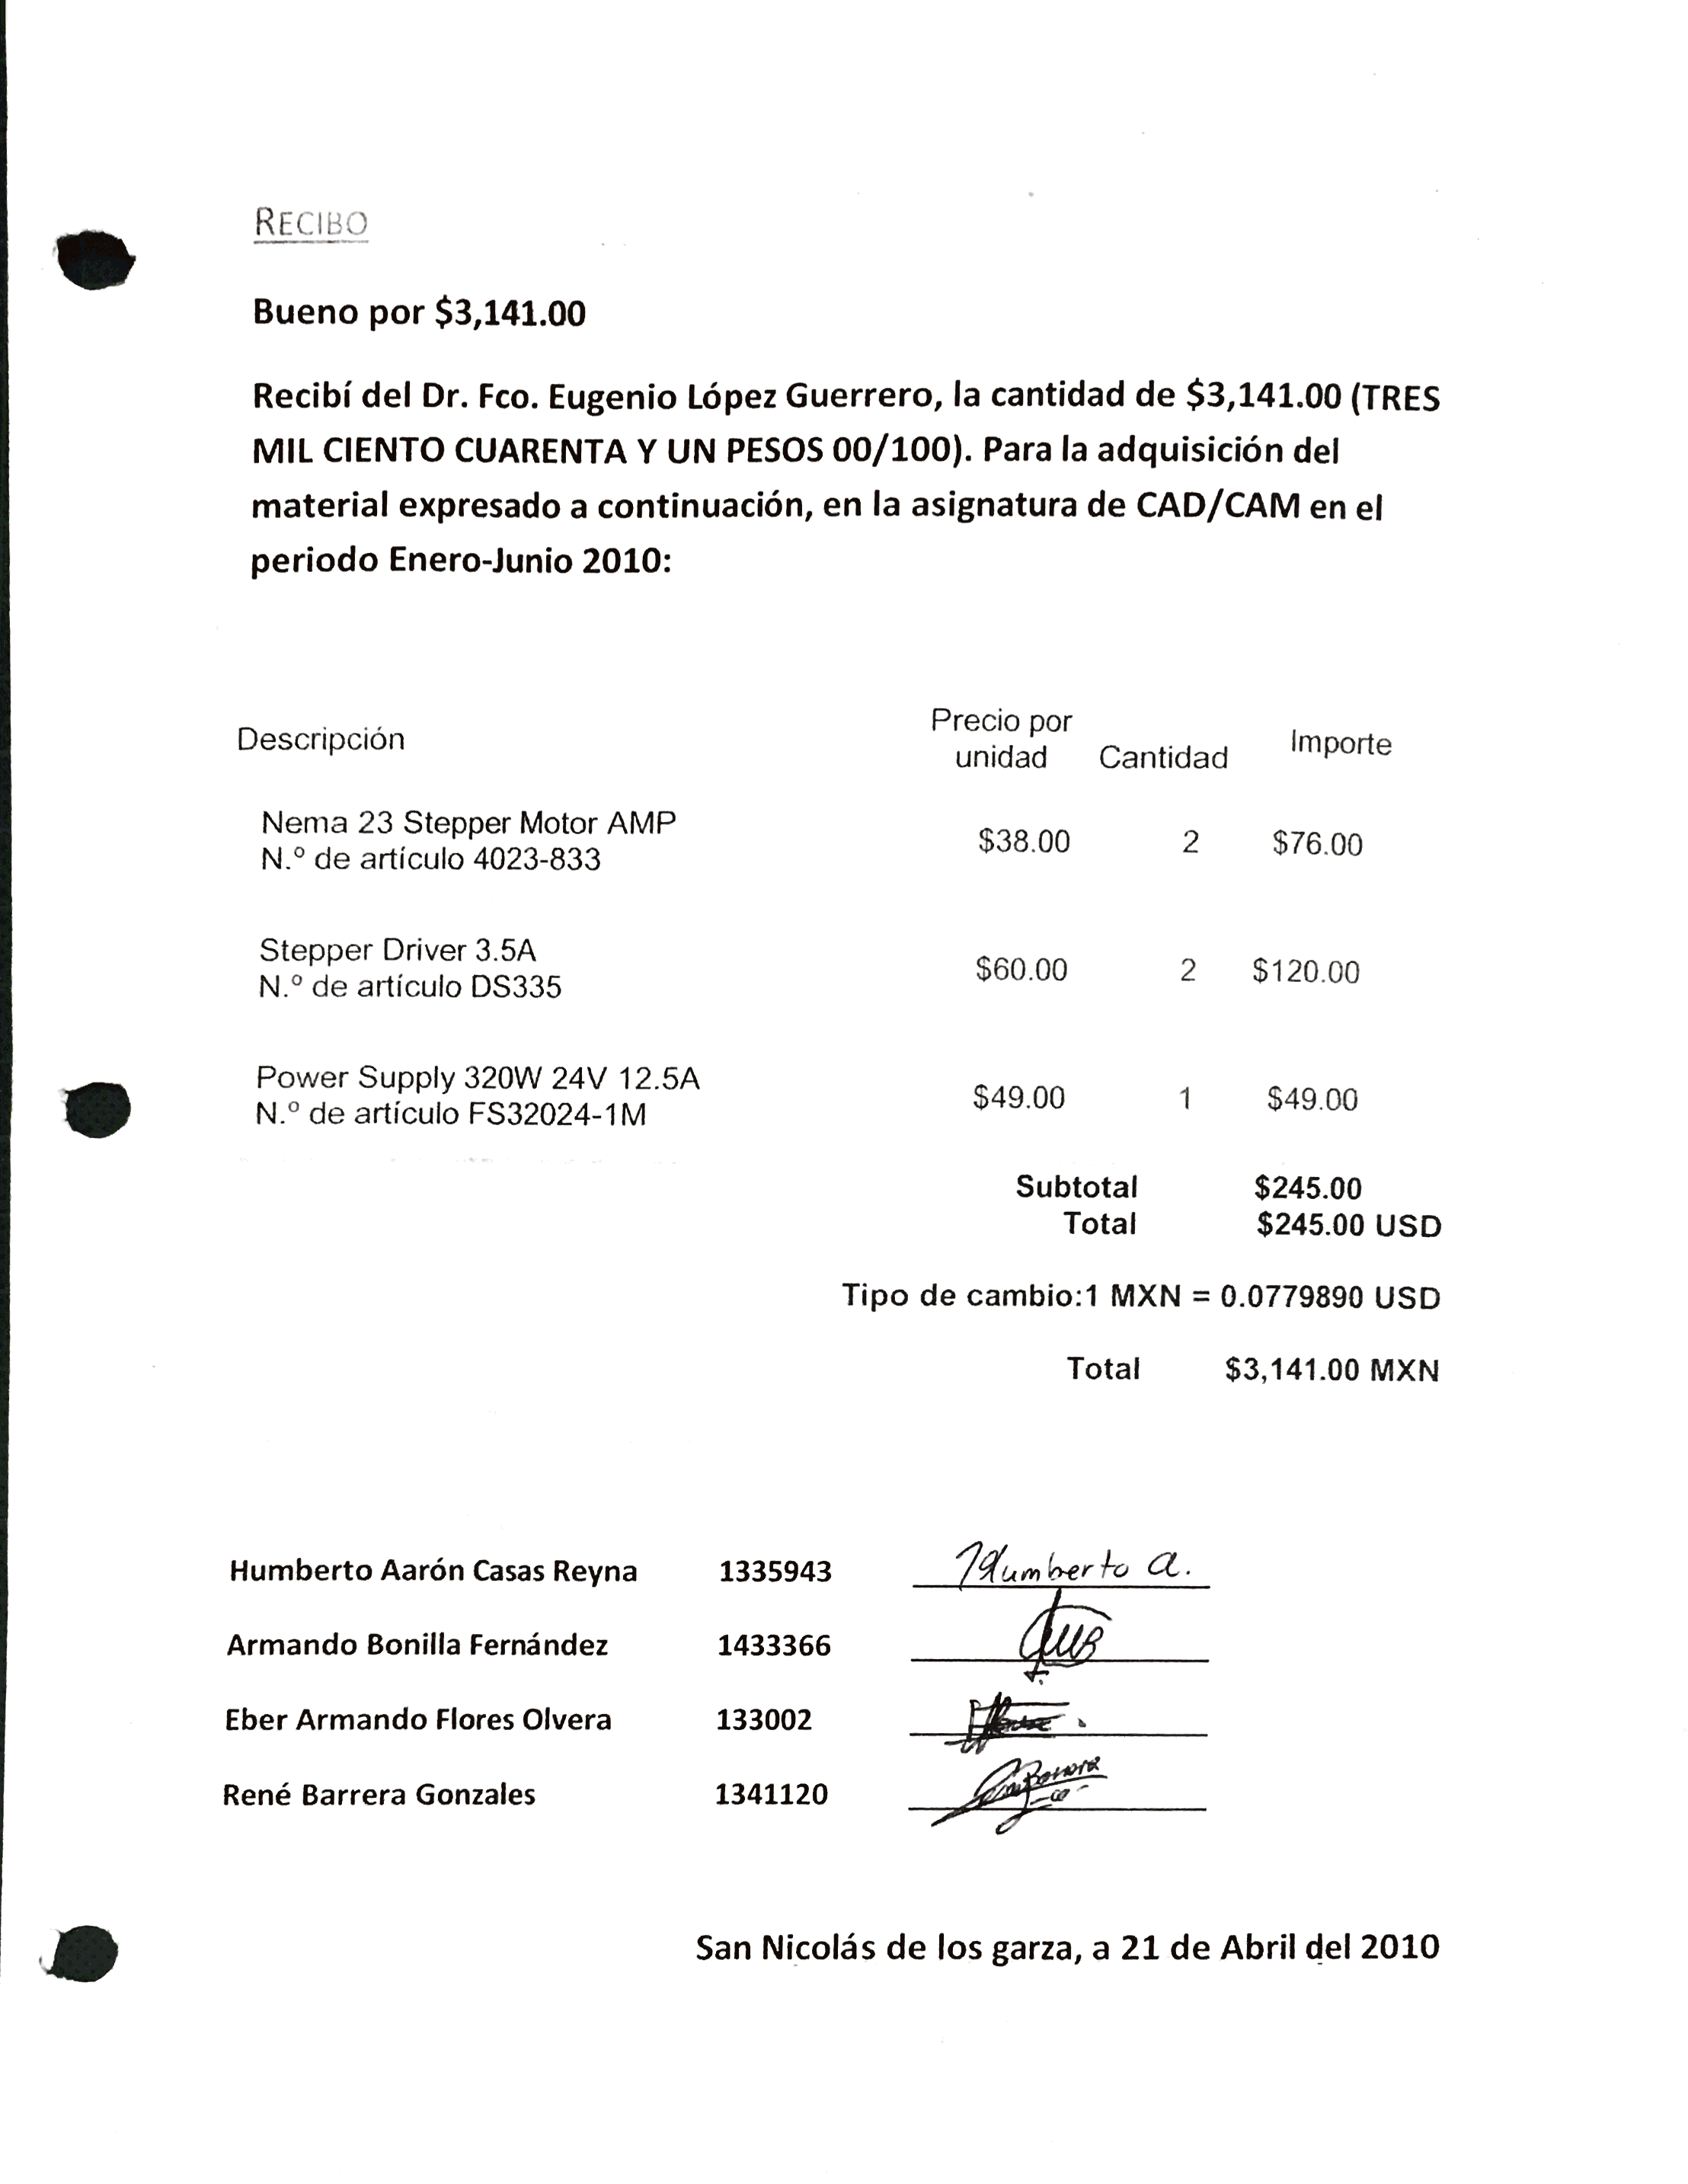 RECIBO
Bueno por $3,141.00
Recibí del Dr. Fco. Eugenio López Guerrero, la cantidad de $3,141.00 (TRES
MIL CIENTO CUARENTA Y UN PESOS 00/100). Para la adquisición del
material expresado a continuación, en la asignatura de CAD/CAM en el
periodo Enero-Junio 2010:
Descripción Precio por unidad Cantidad Importe
Nema 23 Stepper Motor AMP
N.º de artículo 4023-833 $38.00 2 $76.00
Stepper Driver 3.5A
N.º de artículo DS335 $60.00 2 $120.00
Power Supply 320W 24V 12.5A
N.º de artículo FS32024-1M $49.00 1 $49.00
Subtotal $245.00
Total $245.00 USD
Tipo de cambio:1 MXN = 0.0779890 USD
Total $3,141.00 MXN
Humberto Aarón Casas Reyna 1335943 Humberto A.
Armando Bonilla Fernández 1433366
Eber Armando Flores Olvera 133002
René Barrera Gonzales 1341120
San Nicolás de los garza, a 21 de Abril del 2010